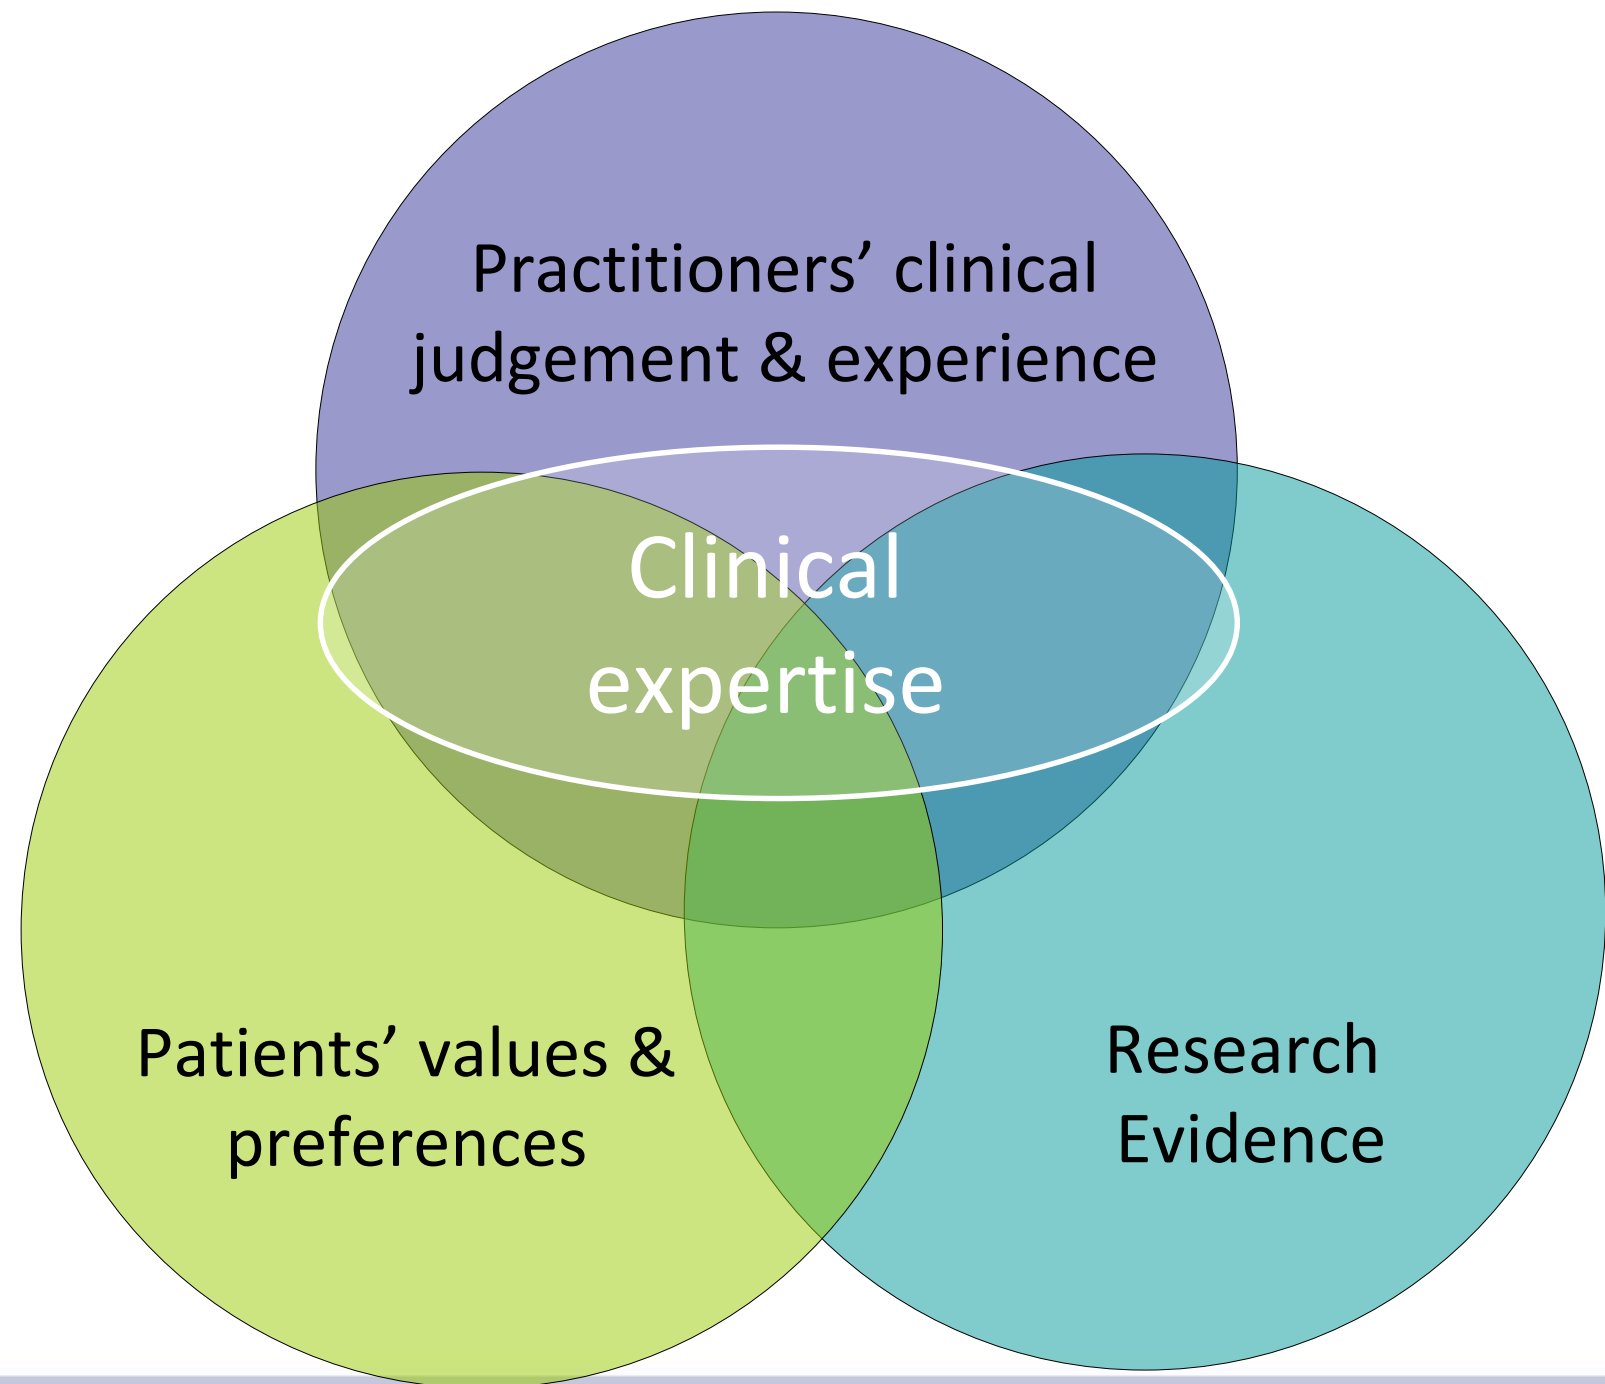 Practitioners’ clinical
judgement & experience
Clinical
expertise
Patients’ values &
preferences
Research
Evidence